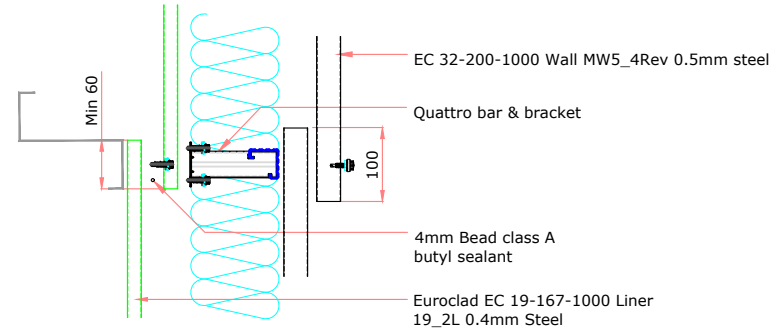 EC 32-200-1000 Wall MW5_4Rev 0.5mm steel
Min 60
Quattro bar & bracket
100
4mm Bead class A
butyl sealant
Euroclad EC 19-167-1000 Liner
19_2L 0.4mm Steel